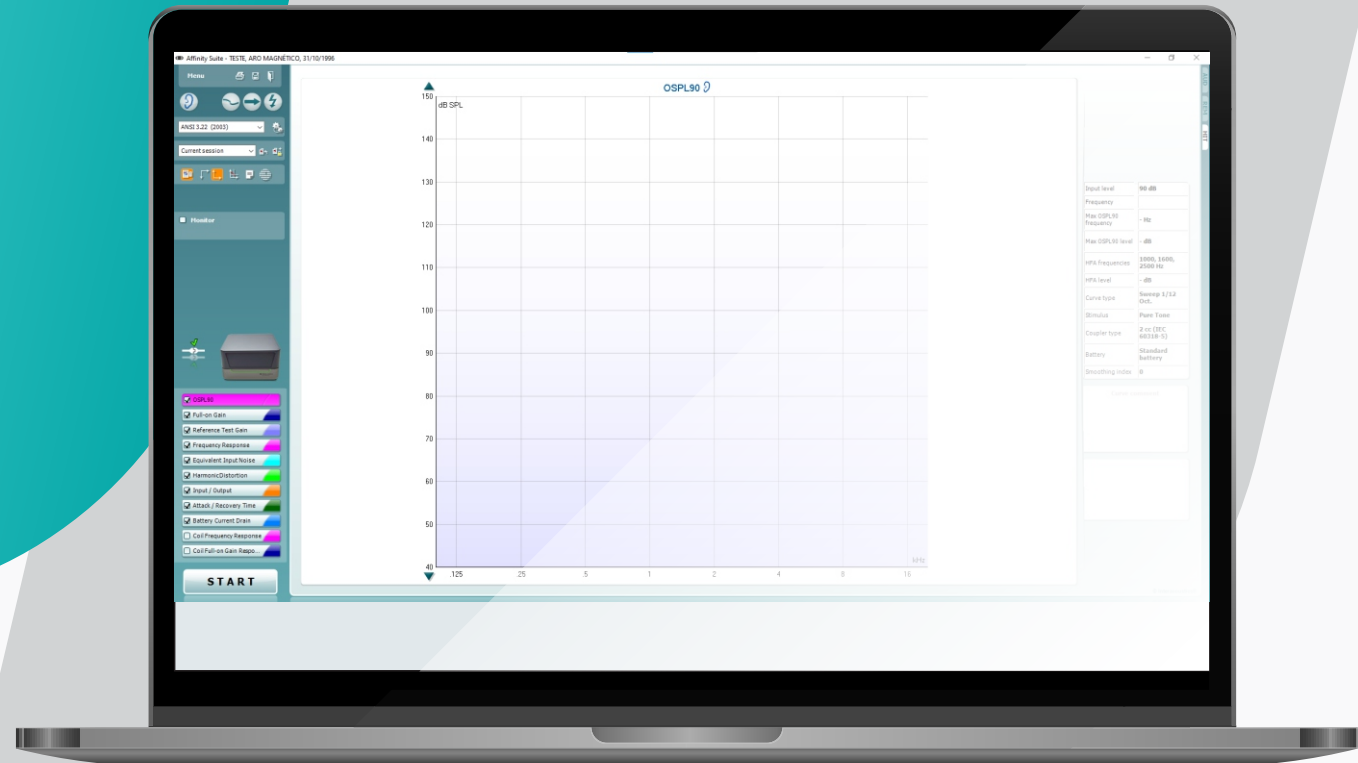 Affinity Suite - TESTE, ARO MAGNÉTICO, 31/10/1996
Menu
ANSI 3.22 (2003)
Current session
Monitor
OSPL90
Full-on Gain
Reference Test Gain
Frequency Response
Equivalent Input Noise
Harmonic Distortion
Input / Output
Attack / Recovery Time
Battery Current Drain
Coil Frequency Response
Coil Full-on Gain Respo...
START
OSPL90
dB SPL
150
140
130
120
110
100
90
80
70
60
50
40
.125
.25
.5
1
2
4
8
16
kHz
Input level 90 dB
Frequency
Max OSPL90 frequency - Hz
Max OSPL90 level - dB
HFA frequencies 1000, 1600, 2500 Hz
HFA level - dB
Curve type Sweep 1/12 Oct.
Stimulus Pure Tone
Coupler type 2 cc (IEC 60318-5)
Battery Standard battery
Smoothing index 0
HIT